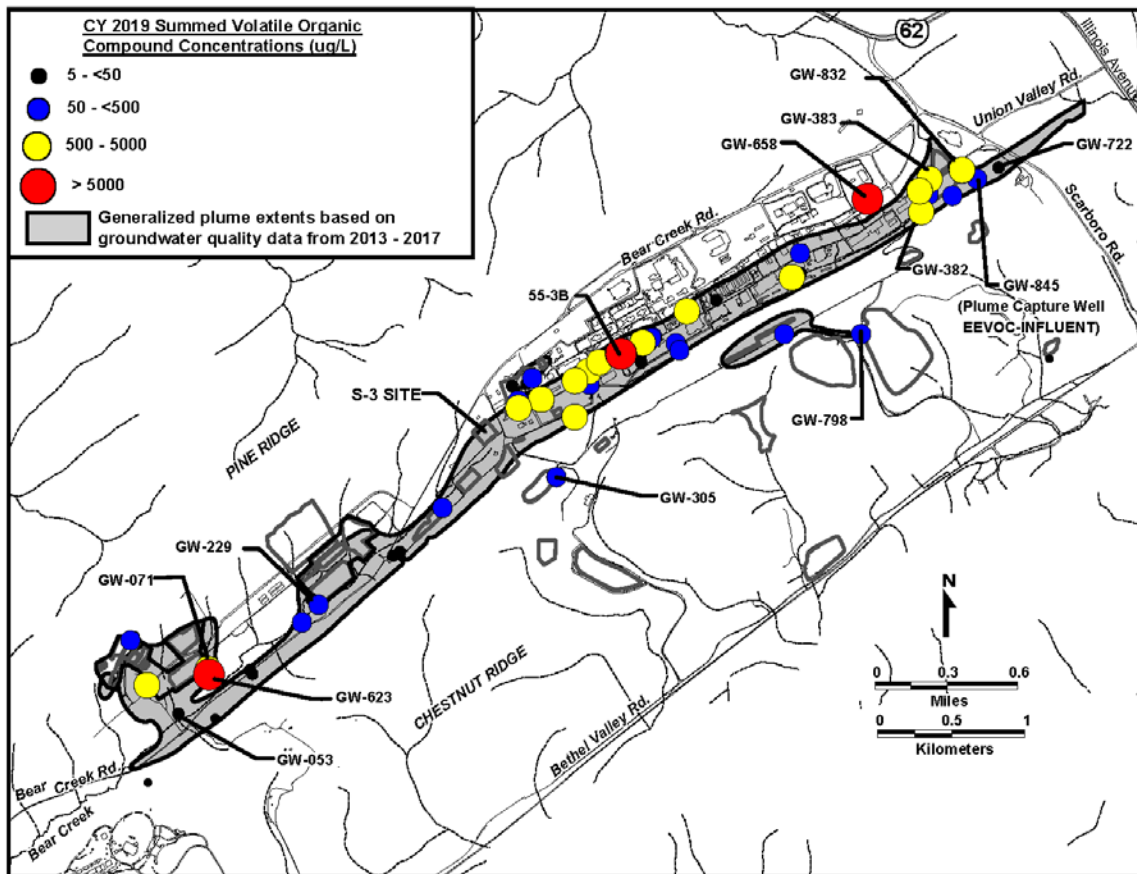 CY 2019 Summed Volatile Organic
Compound Concentrations (ug/L)
5 - <50
50 - <500
500 - 5000
> 5000
Generalized plume extents based on
groundwater quality data from 2013 - 2017
62
Illinois Avenue
GW-832
Union Valley Rd.
GW-383
GW-658
GW-722
Scarboro Rd.
Bear Creek Rd.
GW-382
GW-845
(Plume Capture Well
EEVOC-INFLUENT)
55-3B
S-3 SITE
GW-798
PINE RIDGE
GW-305
GW-229
GW-071
N
CHESTNUT RIDGE
0 0.3 0.6
Miles
0 0.5 1
Kilometers
GW-623
GW-053
Bethel Valley Rd.
Bear Creek Rd.
Bear Creek